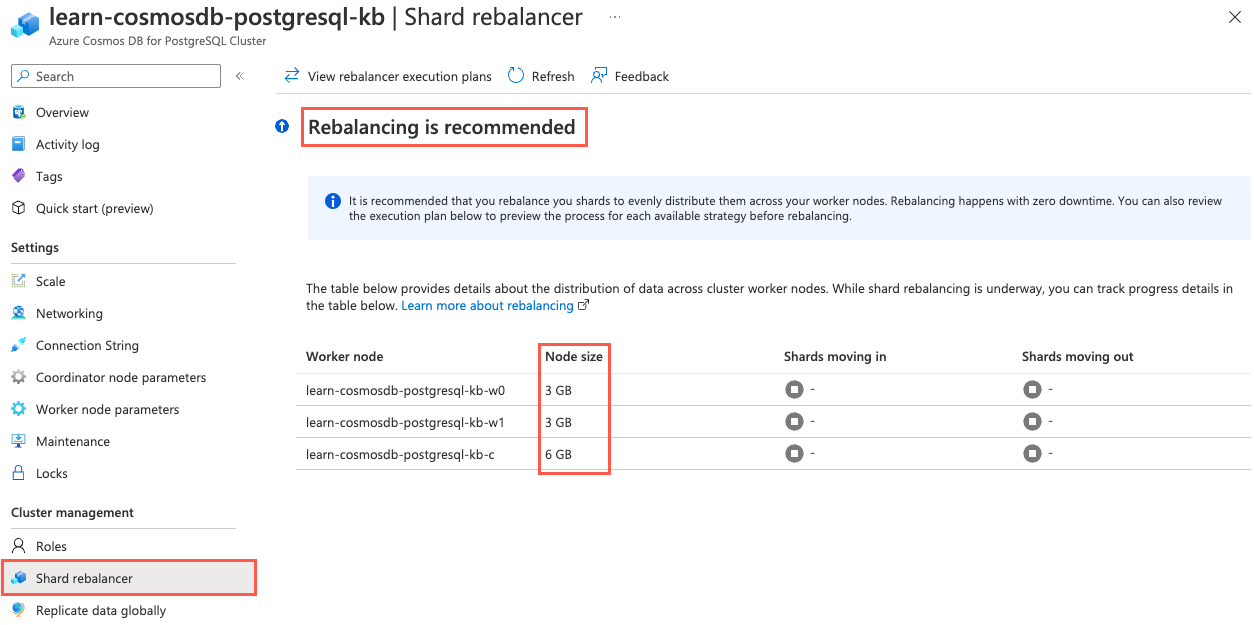 learn-cosmosdb-postgresql-kb | Shard rebalancer ...
Azure Cosmos DB for PostgreSQL Cluster
Search
«
Overview
Activity log
Tags
Quick start (preview)
Settings
Scale
Networking
Connection String
Coordinator node parameters
Worker node parameters
Maintenance
Locks
Cluster management
Roles
Shard rebalancer
Replicate data globally
View rebalancer execution plans Refresh Feedback
Rebalancing is recommended
It is recommended that you rebalance you shards to evenly distribute them across your worker nodes. Rebalancing happens with zero downtime. You can also review
the execution plan below to preview the process for each available strategy before rebalancing.
The table below provides details about the distribution of data across cluster worker nodes. While shard rebalancing is underway, you can track progress details in
the table below. Learn more about rebalancing
Worker node Node size Shards moving in Shards moving out
learn-cosmosdb-postgresql-kb-w0 3 GB - -
learn-cosmosdb-postgresql-kb-w1 3 GB - -
learn-cosmosdb-postgresql-kb-c 6 GB - -